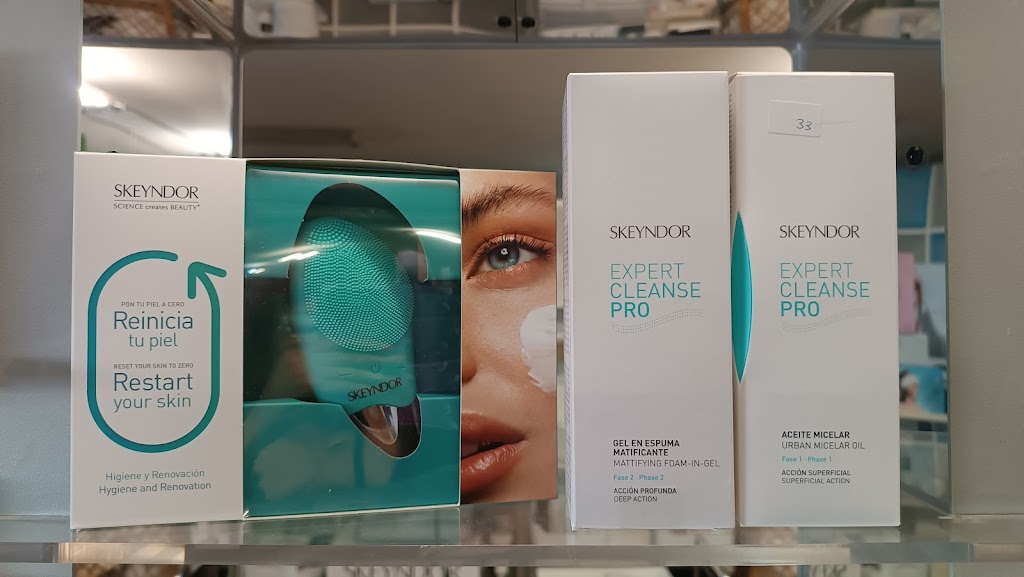 SKEYNDOR
SCIENCE creates BEAUTY
PON TU PIEL A CERO
Reinicia
tu piel
RESET YOUR SKIN TO ZERO
Restart
your skin
Higiene y Renovación
Hygiene and Renovation
SKEYNDOR
SKEYNDOR
EXPERT
CLEANSE
PRO
GEL EN ESPUMA
MATIFICANTE
MATTIFYING FOAM-IN-GEL
Fase 2 · Phase 2
ACCIÓN PROFUNDA
DEEP ACTION
33
SKEYNDOR
EXPERT
CLEANSE
PRO
ACEITE MICELAR
URBAN MICELAR OIL
Fase 1 · Phase 1
ACCIÓN SUPERFICIAL
SUPERFICIAL ACTION
SKEYNDOR